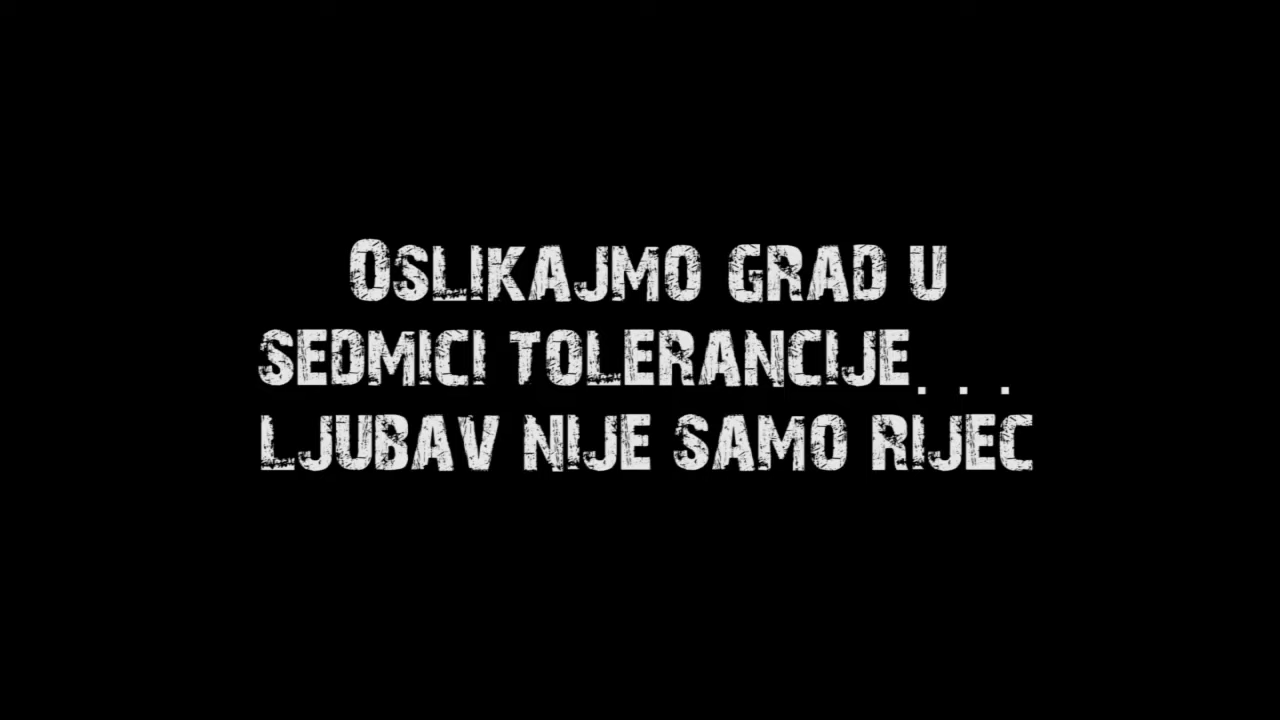 Oslikajmo grad u
sedmici tolerancije. . .
ljubav nije samo rijec